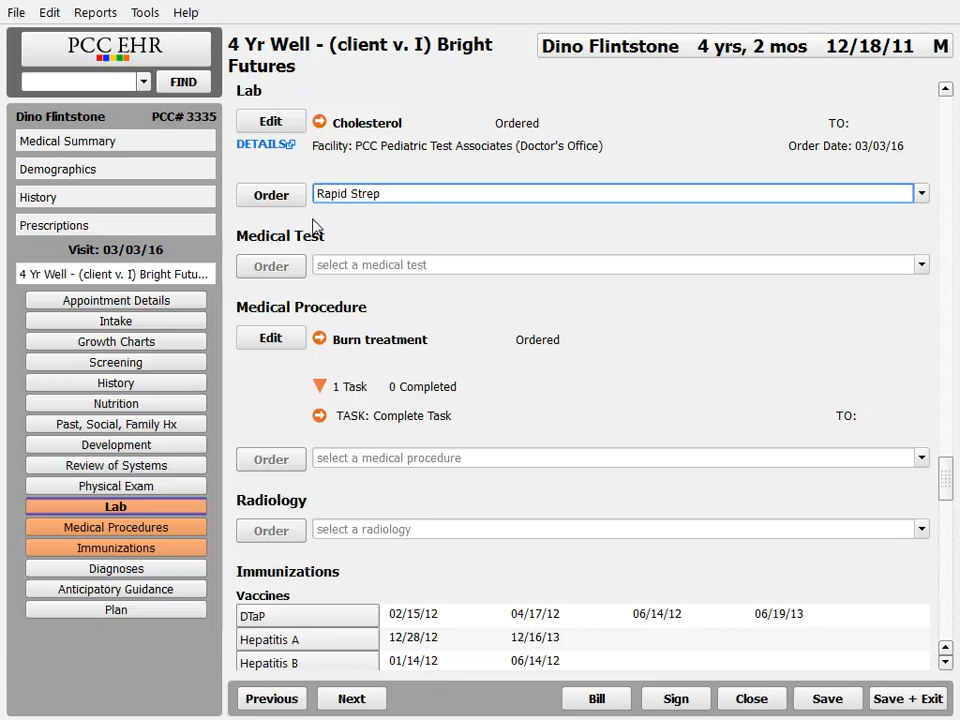 File Edit Reports Tools Help
PCC EHR
FIND
Dino Flintstone PCC# 3335
Medical Summary
Demographics
History
Prescriptions
Visit: 03/03/16
4 Yr Well - (client v. I) Bright Futu...
Appointment Details
Intake
Growth Charts
Screening
History
Nutrition
Past, Social, Family Hx
Development
Review of Systems
Physical Exam
Lab
Medical Procedures
Immunizations
Diagnoses
Anticipatory Guidance
Plan
4 Yr Well - (client v. I) Bright
Futures
Dino Flintstone 4 yrs, 2 mos 12/18/11 M
Lab
Edit Cholesterol Ordered TO:
DETAILS Facility: PCC Pediatric Test Associates (Doctor's Office) Order Date: 03/03/16
Order Rapid Strep
Medical Test
Order select a medical test
Medical Procedure
Edit Burn treatment Ordered
1 Task 0 Completed
TASK: Complete Task TO:
Order select a medical procedure
Radiology
Order select a radiology
Immunizations
Vaccines
DTaP 02/15/12 04/17/12 06/14/12 06/19/13
Hepatitis A 12/28/12 12/16/13
Hepatitis B 01/14/12 06/14/12
Previous Next Bill Sign Close Save Save + Exit